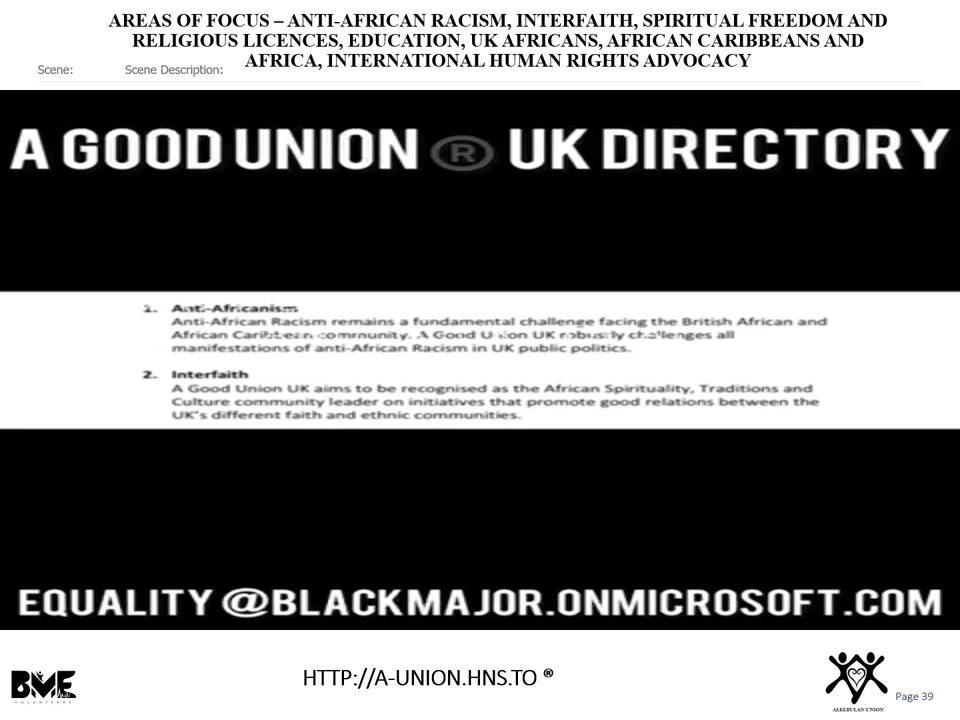 AREAS OF FOCUS – ANTI-AFRICAN RACISM, INTERFAITH, SPIRITUAL FREEDOM AND
RELIGIOUS LICENCES, EDUCATION, UK AFRICANS, AFRICAN CARIBBEANS AND
AFRICA, INTERNATIONAL HUMAN RIGHTS ADVOCACY
Scene: Scene Description:
A GOOD UNION ® UK DIRECTORY
1. Anti-Africanism
Anti-African Racism remains a fundamental challenge facing the British African and
African Caribbean community. A Good Union UK robustly challenges all
manifestations of anti-African Racism in UK public politics.
2. Interfaith
A Good Union UK aims to be recognised as the African Spirituality, Traditions and
Culture community leader on initiatives that promote good relations between the
UK's different faith and ethnic communities.
EQUALITY @BLACKMAJOR.ONMICROSOFT.COM
BME
VOLUNTEERS
HTTP://A-UNION.HNS.TO ®
ALKEBULAN UNION
Page 39